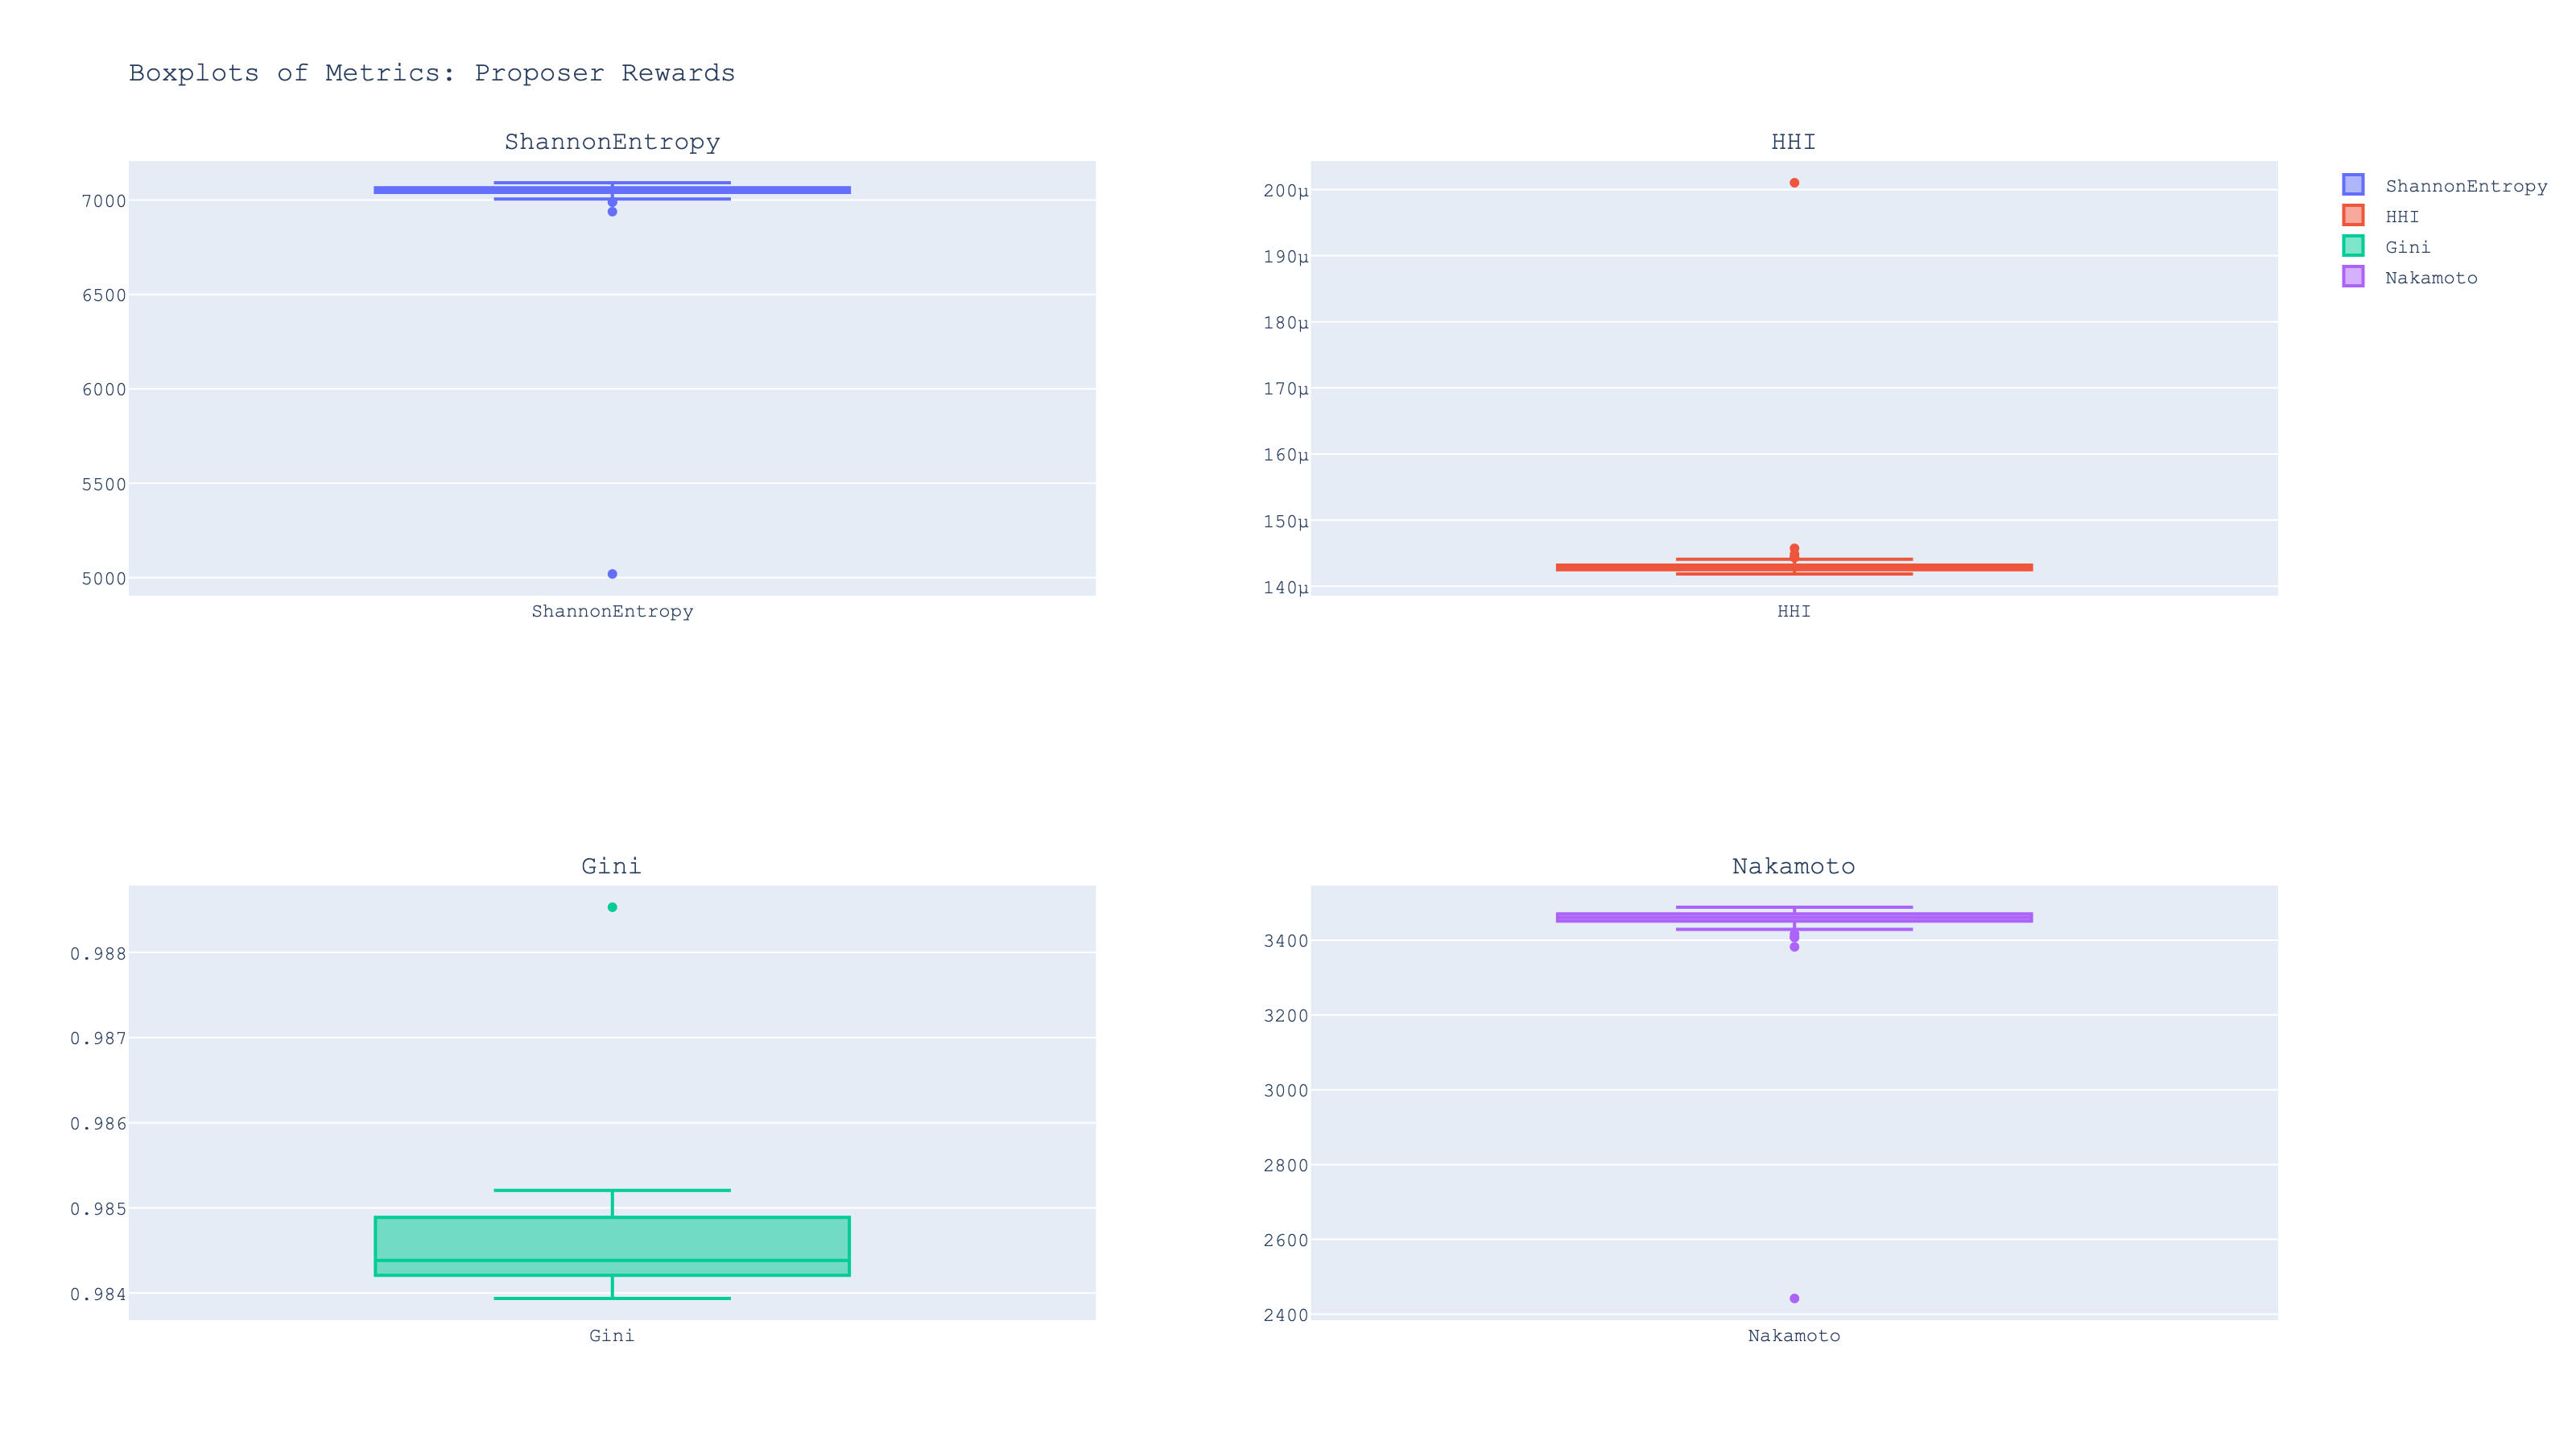 Boxplots of Metrics: Proposer Rewards
ShannonEntropy
7000
6500
6000
5500
5000
ShannonEntropy
HHI
200μ
190μ
180μ
170μ
160μ
150μ
140μ
HHI
ShannonEntropy
HHI
Gini
Nakamoto
Gini
0.988
0.987
0.986
0.985
0.984
Gini
Nakamoto
3400
3200
3000
2800
2600
2400
Nakamoto